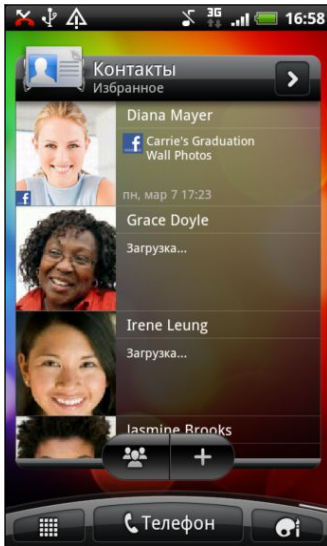 3G 16:58
Контакты
Избранное
Diana Mayer
f Carrie's Graduation
Wall Photos
f
пн, мар 7 17:23
Grace Doyle
Загрузка...
Irene Leung
Загрузка...
Jasmine Brooks
Телефон